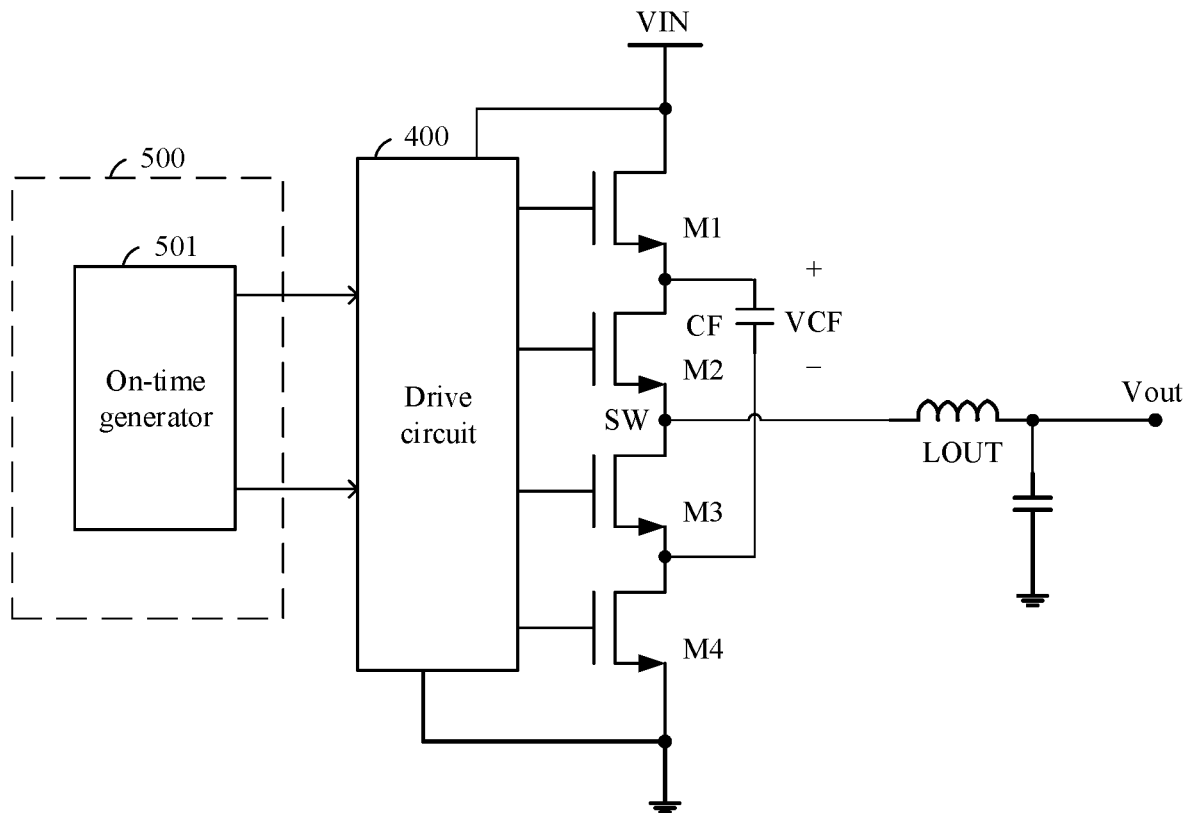 VIN
400
500
501
M1
+
CF
VCF
M2
−
On-time
generator
Drive
circuit
SW
Vout
LOUT
M3
M4